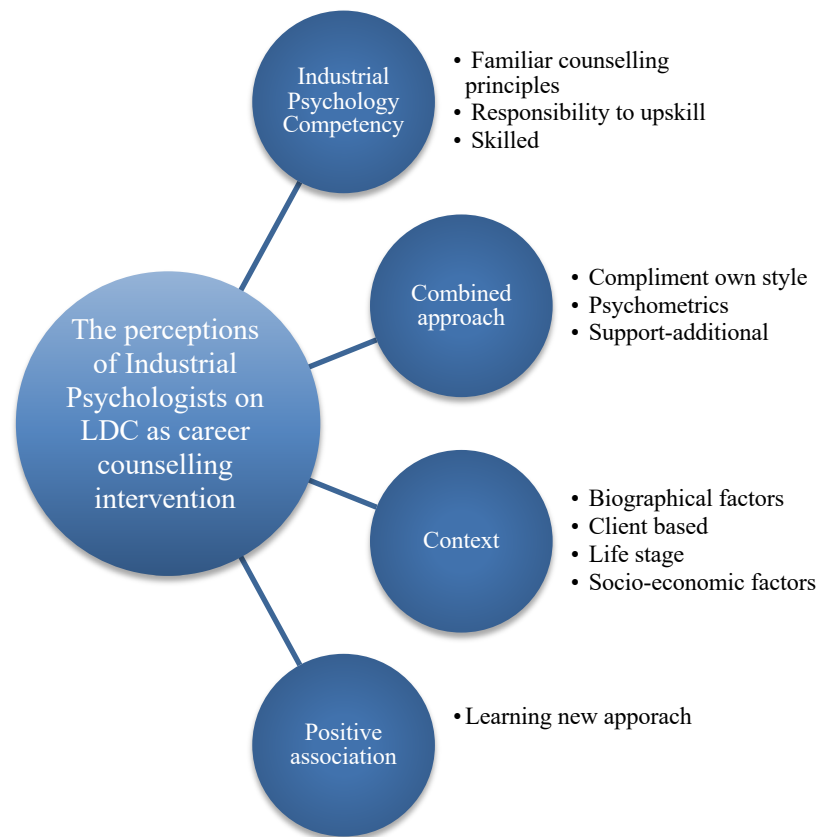 The perceptions
of Industrial
Psychologists on
LDC as career
counselling
intervention
Industrial
Psychology
Competency
• Familiar counselling
principles
• Responsibility to upskill
• Skilled
Combined
approach
• Compliment own style
• Psychometrics
• Support-additional
Context
• Biographical factors
• Client based
• Life stage
• Socio-economic factors
Positive
association
• Learning new apporach